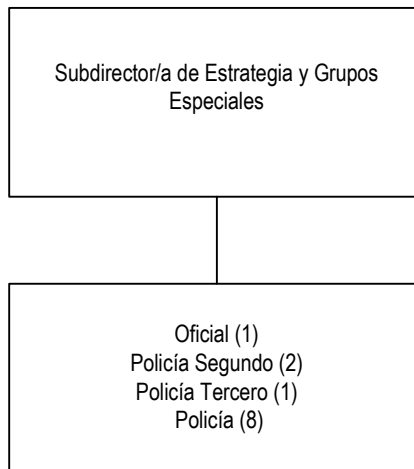 Subdirector/a de Estrategia y Grupos
Especiales
Oficial (1)
Policía Segundo (2)
Policía Tercero (1)
Policía (8)